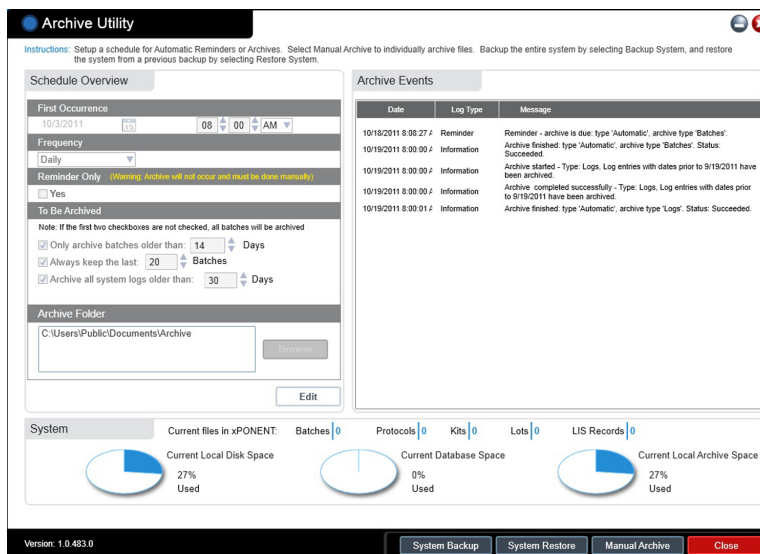 Archive Utility
Instructions: Setup a schedule for Automatic Reminders or Archives. Select Manual Archive to individually archive files. Backup the entire system by selecting Backup System, and restore
the system from a previous backup by selecting Restore System.
Schedule Overview
First Occurrence
10/3/2011 15 08 00 AM
Frequency
Daily
Reminder Only (Warning: Archive will not occur and must be done manually)
Yes
To Be Archived
Note: If the first two checkboxes are not checked, all batches will be archived
Only archive batches older than: 14 Days
Always keep the last: 20 Batches
Archive all system logs older than: 30 Days
Archive Folder
C:\Users\Public\Documents\Archive
Browse
Edit
Archive Events
Date Log Type Message
10/18/2011 8:08:27 A Reminder Reminder - archive is due: type 'Automatic', archive type 'Batches'.
10/19/2011 8:00:00 A Information Archive finished: type 'Automatic', archive type 'Batches'. Status:
Succeeded.
10/19/2011 8:00:00 A Information Archive started - Type: Logs, Log entries with dates prior to 9/19/2011 have
been archived.
10/19/2011 8:00:00 A Information Archive completed successfully - Type: Logs, Log entries with dates prior
to 9/19/2011 have been archived.
10/19/2011 8:00:01 A Information Archive finished: type 'Automatic', archive type 'Logs'. Status: Succeeded.
System
Current files in xPONENT: Batches 0 Protocols 0 Kits 0 Lots 0 LIS Records 0
Current Local Disk Space
27%
Used
Current Database Space
0%
Used
Current Local Archive Space
27%
Used
Version: 1.0.483.0
System Backup System Restore Manual Archive Close